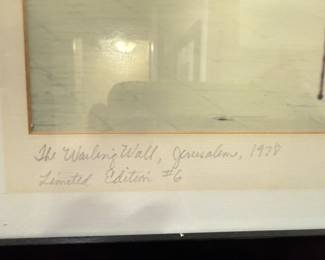 The Wailing Wall, Jerusalem, 1978
Limited Edition #6